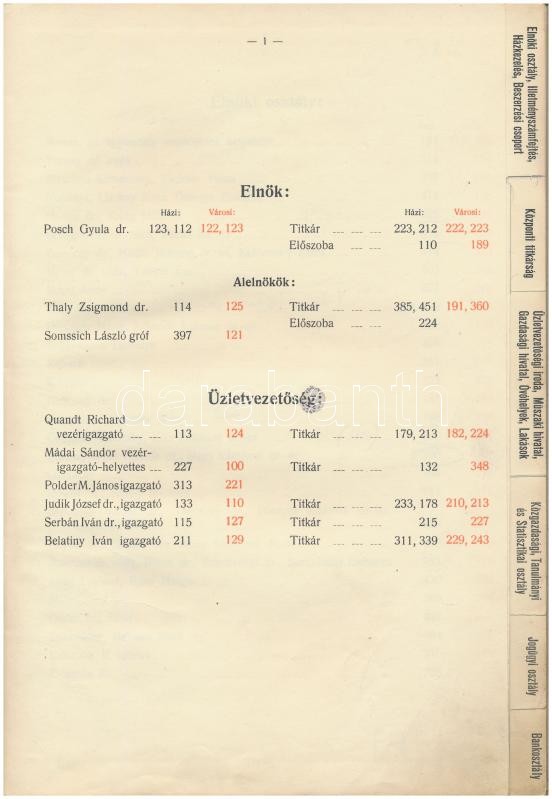 — 1 —
Elnök:
Házi: Városi: Házi: Városi:
Posch Gyula dr. 123, 112 122, 123 Titkár 223, 212 222, 223
Előszoba 110 189
Alelnökök:
Thaly Zsigmond dr. 114 125 Titkár 385, 451 191, 360
Előszoba 224
Somssich László gróf 397 121
darabanth
Üzletvezetőség:
Quandt Richard
vezérigazgató 113 124 Titkár 179, 213 182, 224
Mádai Sándor vezér-
igazgató-helyettes 227 100 Titkár 132 348
Polder M. János igazgató 313 221
Judik József dr., igazgató 133 110 Titkár 233, 178 210, 213
Serbán Iván dr., igazgató 115 127 Titkár 215 227
Belatiny Iván igazgató 211 129 Titkár 311, 339 229, 243
Elnöki osztály, Illetményszámfejtés,
Házkezelés, Beszerzési csoport
Központi titkárság
Üzletvezetőségi iroda, Műszaki hivatal,
Gazdasági hivatal, Óvóhelyek, Lakások
Közgazdasági, Tanulmányi
és Statisztikai osztály
Jogügyi osztály
Bankosztály